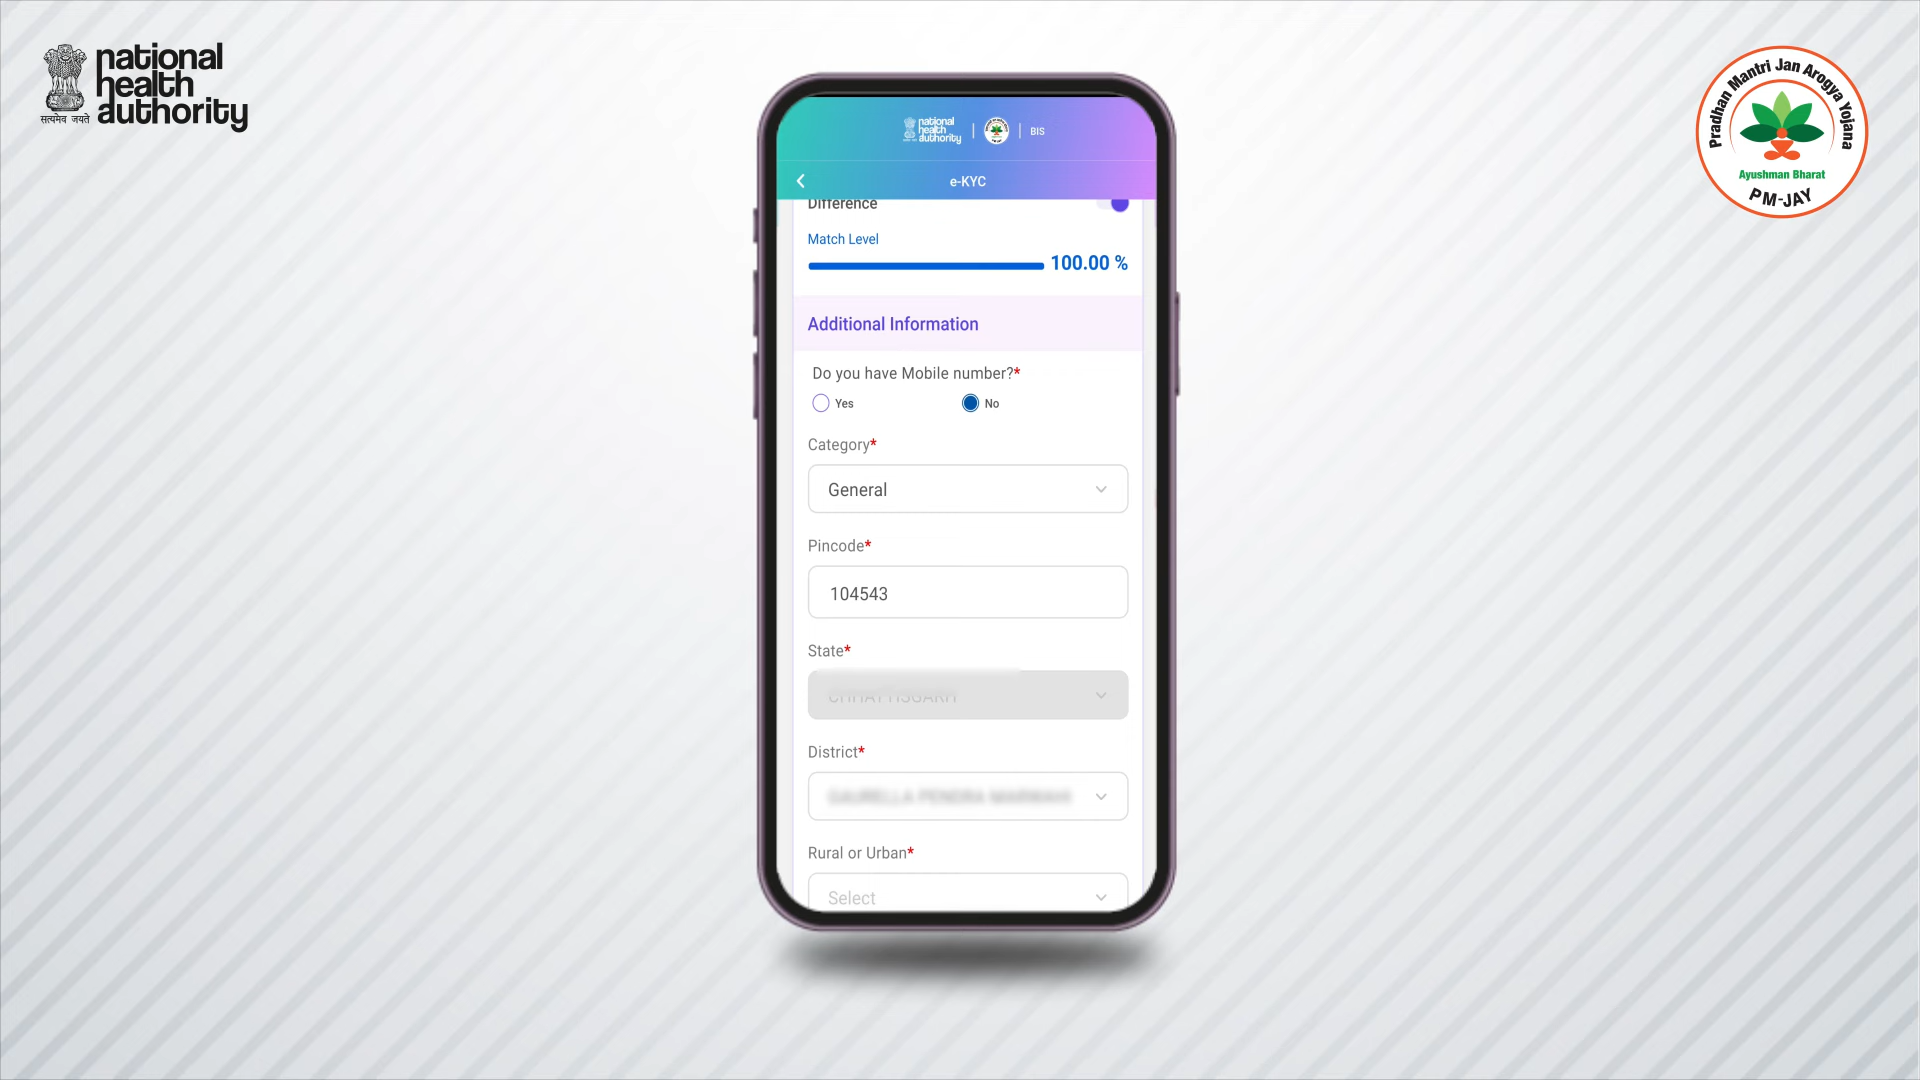 national
health
authority
सत्यमेव जयते
Pradhan Mantri Jan Arogya Yojana
Ayushman Bharat
PM-JAY
national
health
authority
BIS
e-KYC
Difference
Match Level
100.00 %
Additional Information
Do you have Mobile number?*
Yes
No
Category*
General
Pincode*
104543
State*
District*
Rural or Urban*
Select